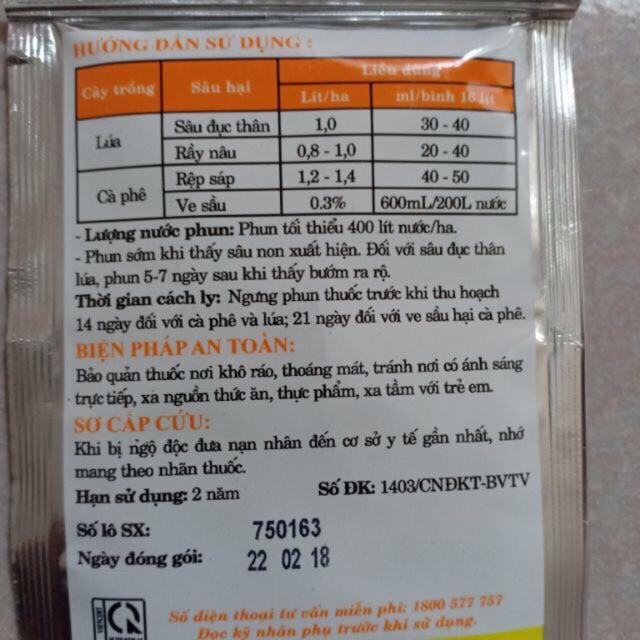 HƯỚNG DẪN SỬ DỤNG :
Cây trồng Sâu hại Liều dùng
Lít/ha ml/bình 16 lít
Lúa Sâu đục thân 1,0 30 - 40
Rầy nâu 0,8 - 1,0 20 - 40
Cà phê Rệp sáp 1,2 - 1,4 40 - 50
Ve sầu 0.3% 600mL/200L nước
- Lượng nước phun: Phun tối thiểu 400 lít nước/ha.
- Phun sớm khi thấy sâu non xuất hiện. Đối với sâu đục thân
lúa, phun 5-7 ngày sau khi thấy bướm ra rộ.
Thời gian cách ly: Ngưng phun thuốc trước khi thu hoạch
14 ngày đối với cà phê và lúa; 21 ngày đối với ve sầu hại cà phê.
BIỆN PHÁP AN TOÀN:
Bảo quản thuốc nơi khô ráo, thoáng mát, tránh nơi có ánh sáng
trực tiếp, xa nguồn thức ăn, thực phẩm, xa tầm với trẻ em.
SƠ CẤP CỨU:
Khi bị ngộ độc đưa nạn nhân đến cơ sở y tế gần nhất, nhớ
mang theo nhãn thuốc.
Hạn sử dụng: 2 năm Số ĐK: 1403/CNĐKT-BVTV
Số lô SX: 750163
Ngày đóng gói: 22 02 18
Số điện thoại tư vấn miễn phí: 1800 577 757
Đọc kỹ nhãn phụ trước khi sử dụng.